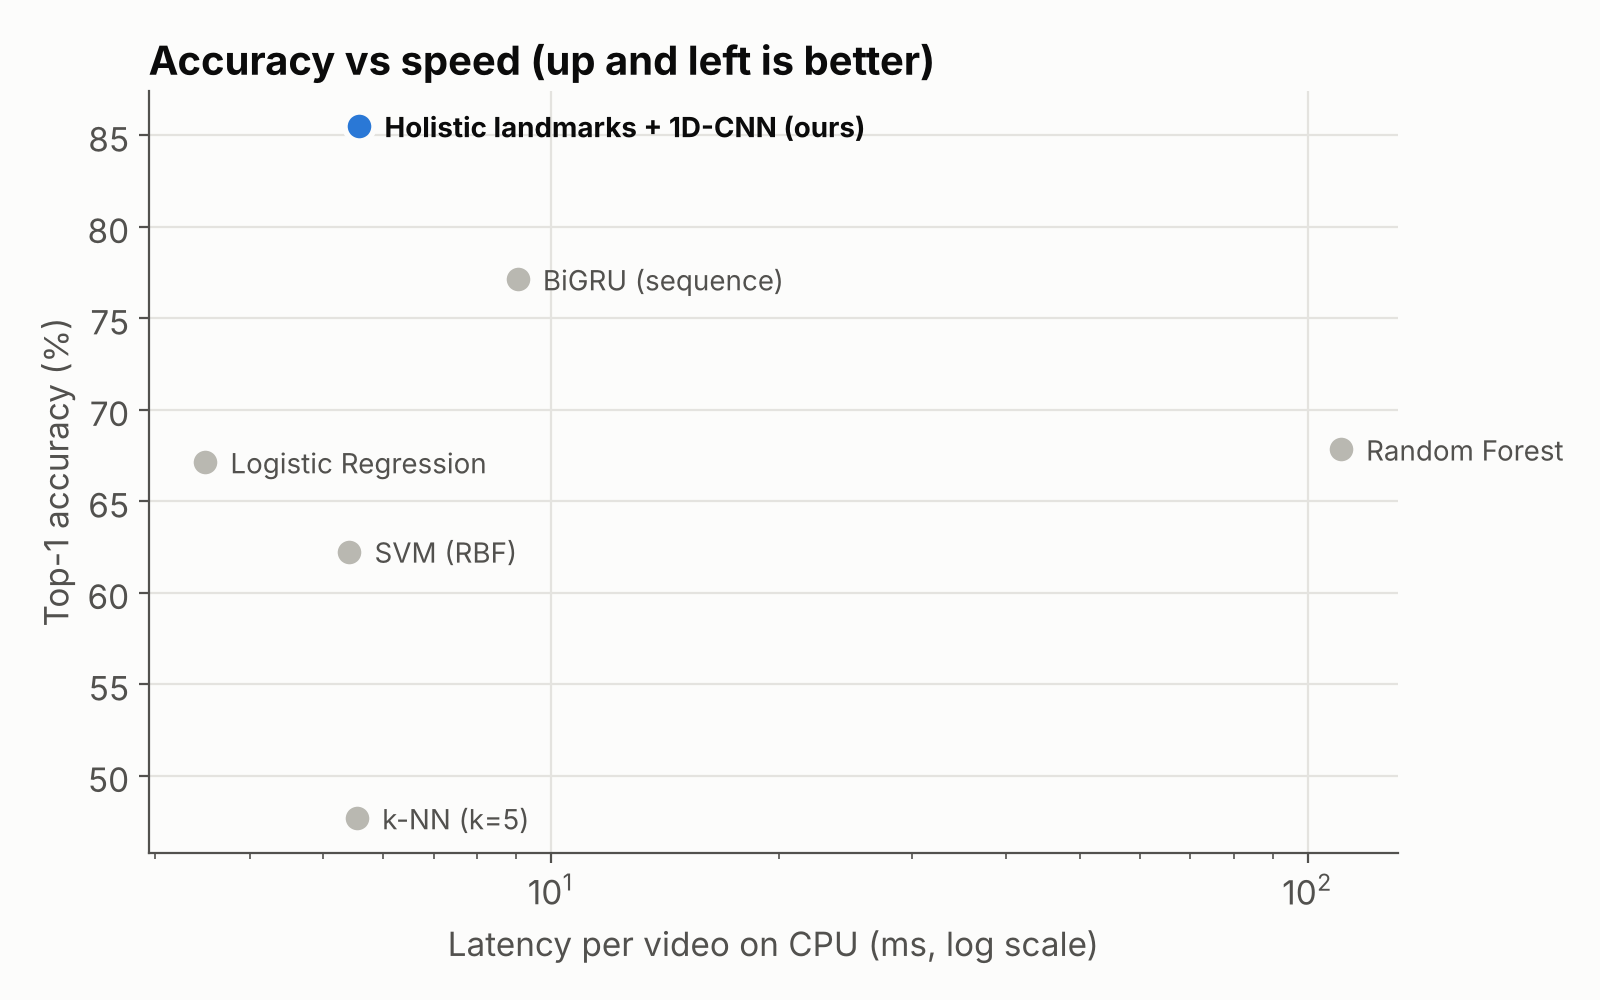 Accuracy vs speed (up and left is better)
Holistic landmarks + 1D-CNN (ours)
85
80
BiGRU (sequence)
75
70
Random Forest
Logistic Regression
65
SVM (RBF)
60
55
50
k-NN (k=5)
Top-1 accuracy (%)
10¹ 10²
Latency per video on CPU (ms, log scale)